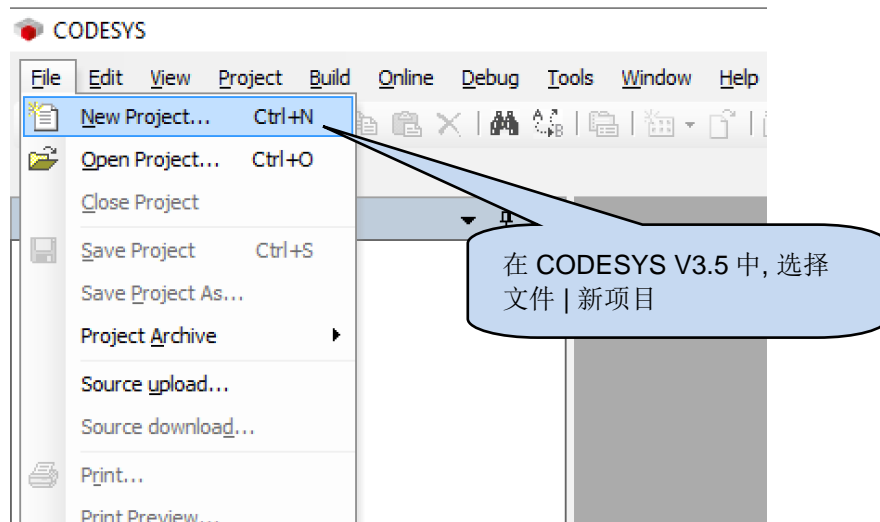 CODESYS
File Edit View Project Build Online Debug Tools Window Help
New Project... Ctrl+N
Open Project... Ctrl+O
Close Project
Save Project Ctrl+S
Save Project As...
Project Archive
Source upload...
Source download...
Print...
Print Preview...
在 CODESYS V3.5 中, 选择
文件 | 新项目